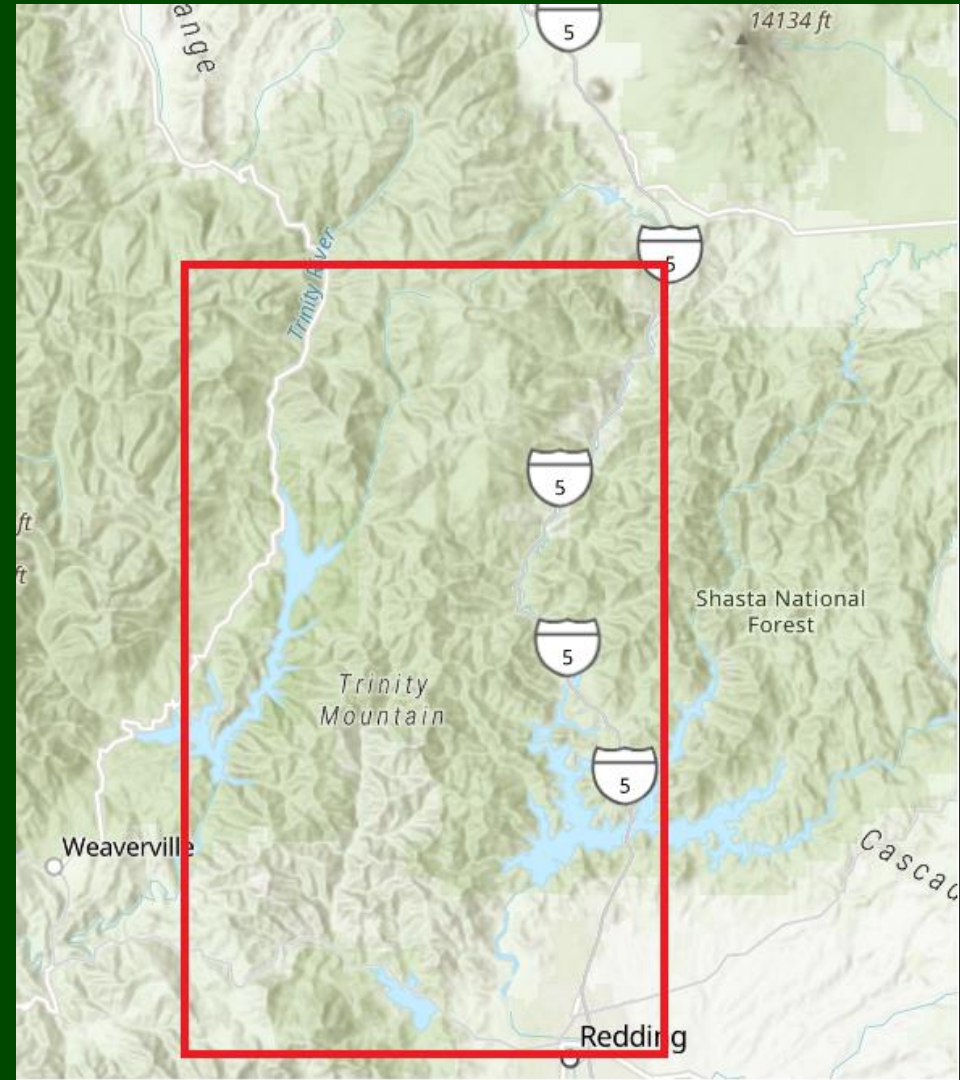 ange
5
14134 ft
Trinity River
5
5
ft
ft
Shasta National
Forest
5
Trinity
Mountain
5
Weaverville
Cascad
Redding